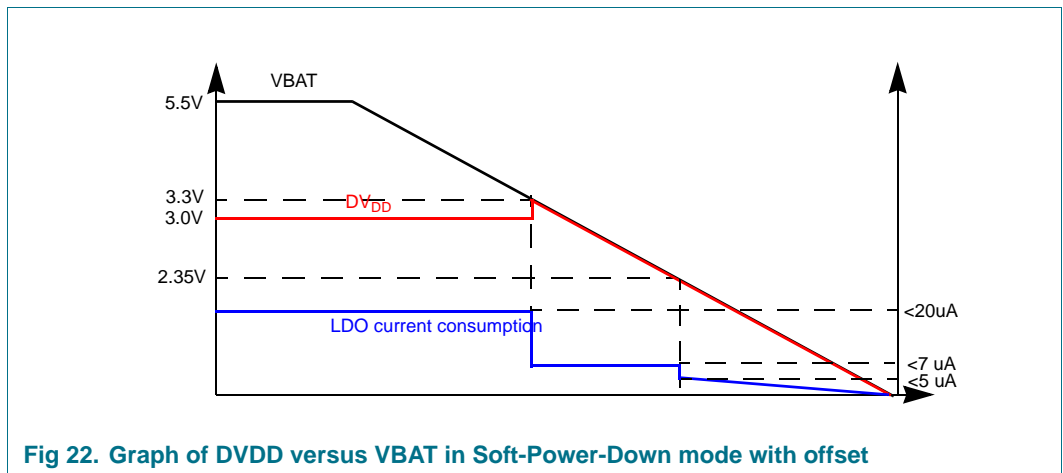 VBAT
5.5V
3.3V
DVDD
3.0V
2.35V
<20uA
LDO current consumption
<7 uA
<5 uA
Fig 22. Graph of DVDD versus VBAT in Soft-Power-Down mode with offset